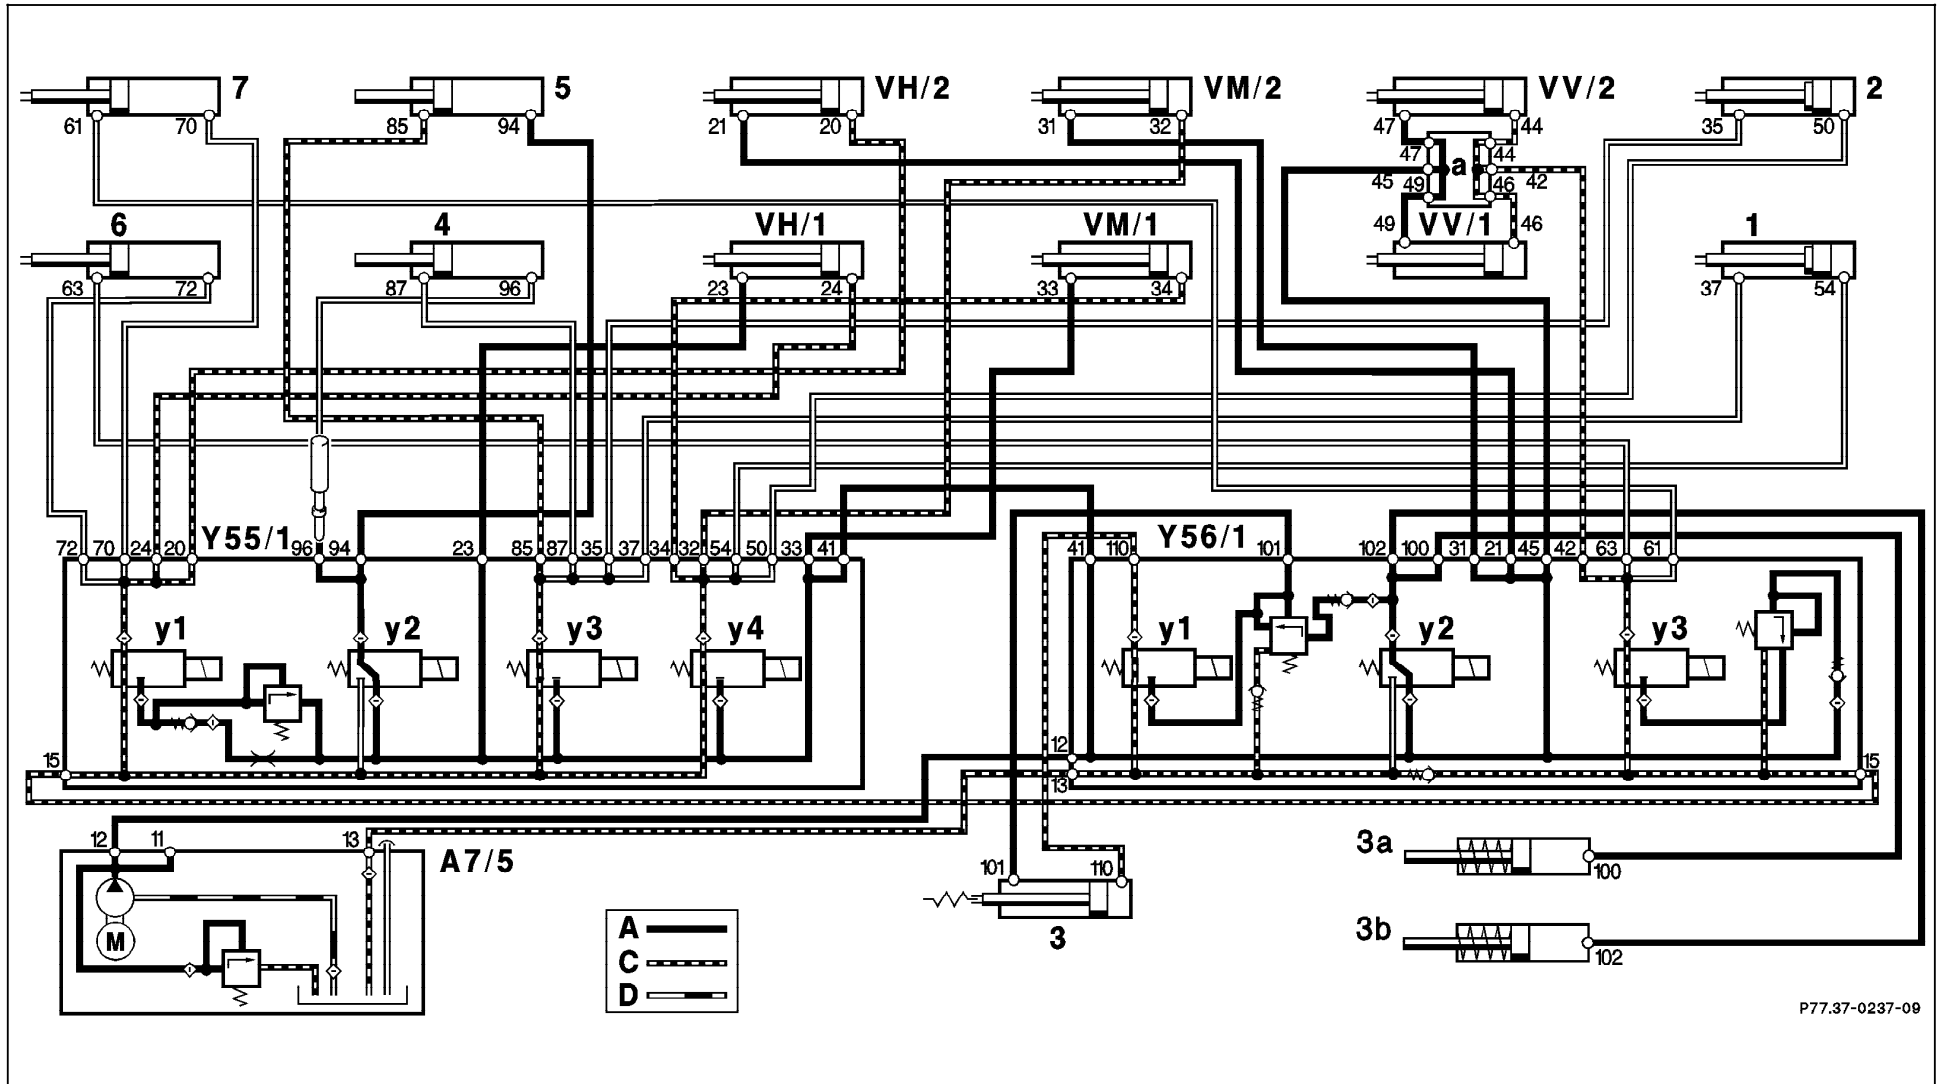 7 5 VH/2 VM/2 VV/2 2
61 70 85 94 21 20 31 32 47 44 35 50
47 44
a
45 49 46 42
6 4 VH/1 VM/1 49 VV/1 46 1
63 72 87 96 23 24 33 34 37 54
72 70 24 20 Y55/1 96 94 23 85 87 35 37 34 32 54 50 33 41 41 110 Y56/1 101 102 100 31 21 45 42 63 61
y1 y2 y3 y4 y1 y2 y3
15 12 13 15
12 11 13 A7/5
M
101 110
3
3a
100
3b
102
A
C
D
P77.37-0237-09